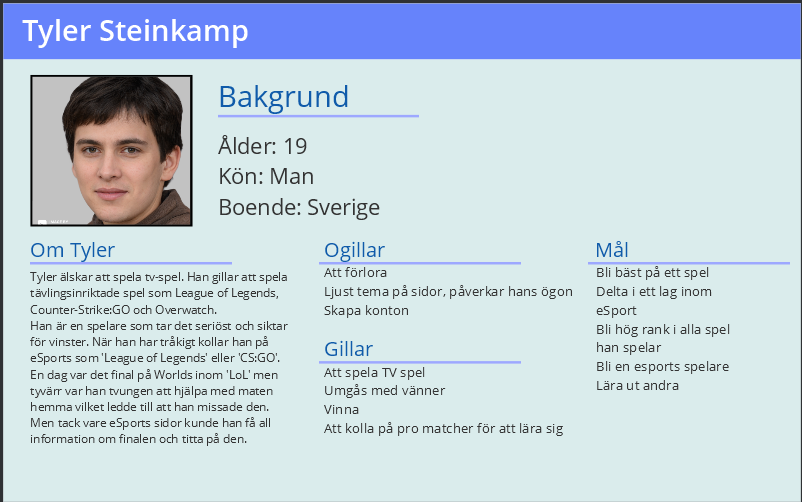 Tyler Steinkamp
Bakgrund
Ålder: 19
Kön: Man
Boende: Sverige
Om Tyler
Tyler älskar att spela tv-spel. Han gillar att spela
tävlingsinriktade spel som League of Legends,
Counter-Strike:GO och Overwatch.
Han är en spelare som tar det seriöst och siktar
för vinster. När han har tråkigt kollar han på
eSports som 'League of Legends' eller 'CS:GO'.
En dag var det final på Worlds inom 'LoL' men
tyvärr var han tvungen att hjälpa med maten
hemma vilket ledde till att han missade den.
Men tack vare eSports sidor kunde han få all
information om finalen och titta på den.
Ogillar
Att förlora
Ljust tema på sidor, påverkar hans ögon
Skapa konton
Gillar
Att spela TV spel
Umgås med vänner
Vinna
Att kolla på pro matcher för att lära sig
Mål
Bli bäst på ett spel
Delta i ett lag inom
eSport
Bli hög rank i alla spel
han spelar
Bli en esports spelare
Lära ut andra